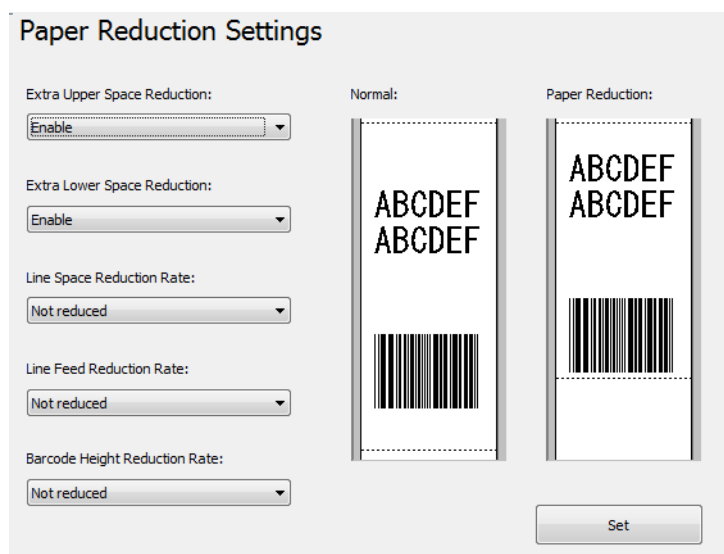 Paper Reduction Settings
Extra Upper Space Reduction:
Enable
Extra Lower Space Reduction:
Enable
Line Space Reduction Rate:
Not reduced
Line Feed Reduction Rate:
Not reduced
Barcode Height Reduction Rate:
Not reduced
Normal:
ABCDEF
ABCDEF
Paper Reduction:
ABCDEF
ABCDEF
Set